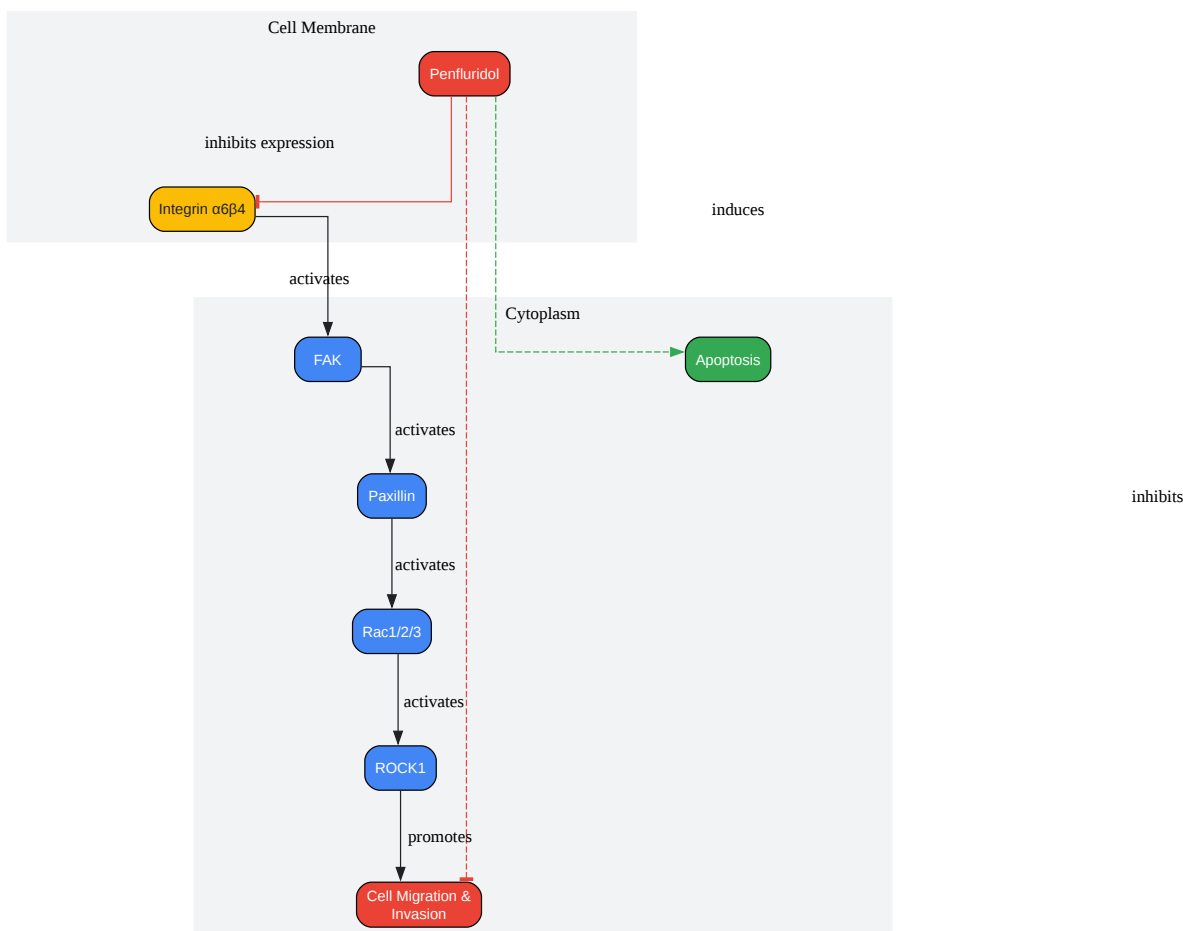 Cell Membrane
Penfluridol
inhibits expression
Integrin α6β4
induces
activates
Cytoplasm
FAK
Apoptosis
activates
Paxillin
inhibits
activates
Rac1/2/3
activates
ROCK1
promotes
Cell Migration &
Invasion